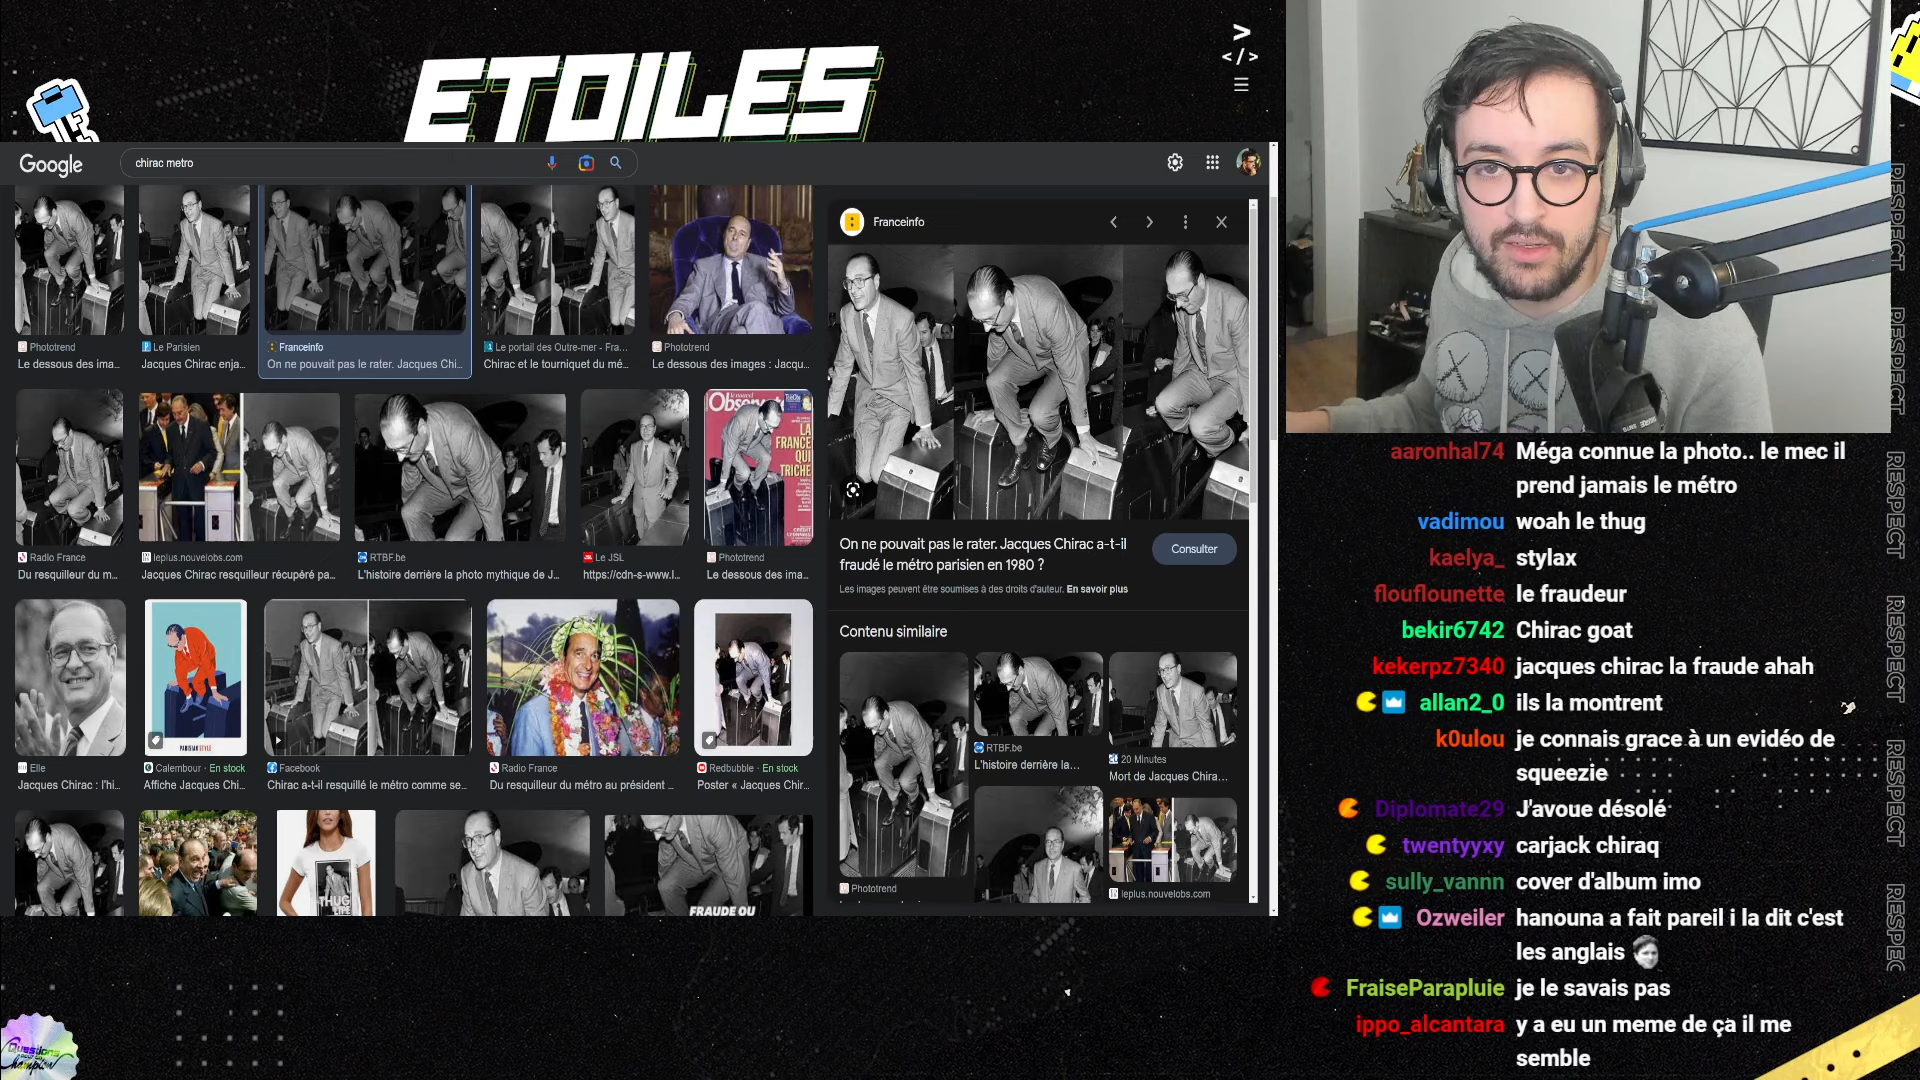 ETOILES
>
</>
Google
chirac metro
Phototrend
Le dessous des ima...
Le Parisien
Jacques Chirac enja...
Franceinfo
On ne pouvait pas le rater. Jacques Chi...
Le portail des Outre-mer - Fra...
Chirac et le tourniquet du mé...
Phototrend
Le dessous des images : Jacqu...
Radio France
Du resquilleur du m...
leplus.nouvelobs.com
Jacques Chirac resquilleur récupéré pa...
RTBF.be
L'histoire derrière la photo mythique de J...
Le JSL
https://cdn-s-www.l...
Observat
LA
FRANCE
QUI
TRICHE
Phototrend
Le dessous des ima...
Elle
Jacques Chirac : l'hi...
PARISIAN STYLE
Calembour · En stock
Affiche Jacques Chi...
Facebook
Chirac a-t-il resquillé le métro comme se...
Radio France
Du resquilleur du métro au président ...
Redbubble · En stock
Poster « Jacques Chir...
THUG
LIFE
FRAUDE OU
Franceinfo
On ne pouvait pas le rater. Jacques Chirac a-t-il
fraudé le métro parisien en 1980 ?
Consulter
Les images peuvent être soumises à des droits d'auteur. En savoir plus
Contenu similaire
Phototrend
RTBF.be
L'histoire derrière la...
20 Minutes
Mort de Jacques Chira...
leplus.nouvelobs.com
aaronhal74 Méga connue la photo.. le mec il
prend jamais le métro
vadimou woah le thug
kaelya_ stylax
flouflounette le fraudeur
bekir6742 Chirac goat
kekerpz7340 jacques chirac la fraude ahah
allan2_0 ils la montrent
k0ulou je connais grace à un evidéo de
squeezie
Diplomate29 J'avoue désolé
twentyyxy carjack chiraq
sully_vannn cover d'album imo
Ozweiler hanouna a fait pareil i la dit c'est
les anglais
FraiseParapluie je le savais pas
ippo_alcantara y a eu un meme de ça il me
semble
RESPECT
RESPECT
RESPECT
RESPECT
RESPECT
RESPEC
Questions
pour un
Champion